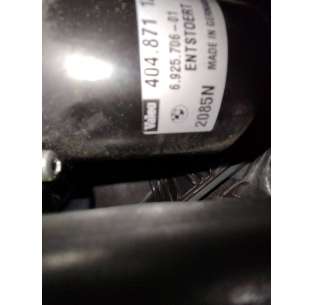 Valeo 404.871
6.925.706-01
ENTSTOERT
MADE IN GERMANY
2085N